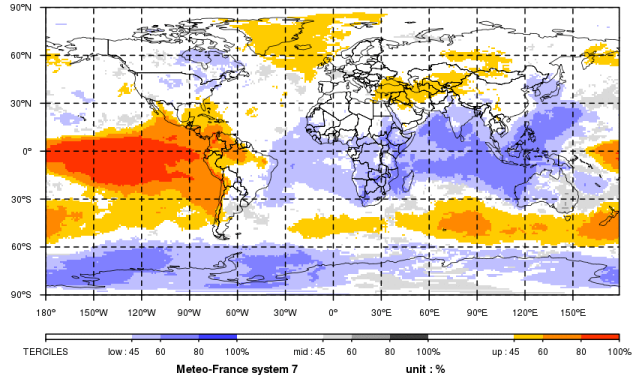 90°N
60°N
30°N
0°
30°S
60°S
90°S
180° 150°W 120°W 90°W 60°W 30°W 0° 30°E 60°E 90°E 120°E 150°E
TERCILES low : 45 60 80 100% mid : 45 60 80 100% up : 45 60 80 100%
Meteo-France system 7 unit : %